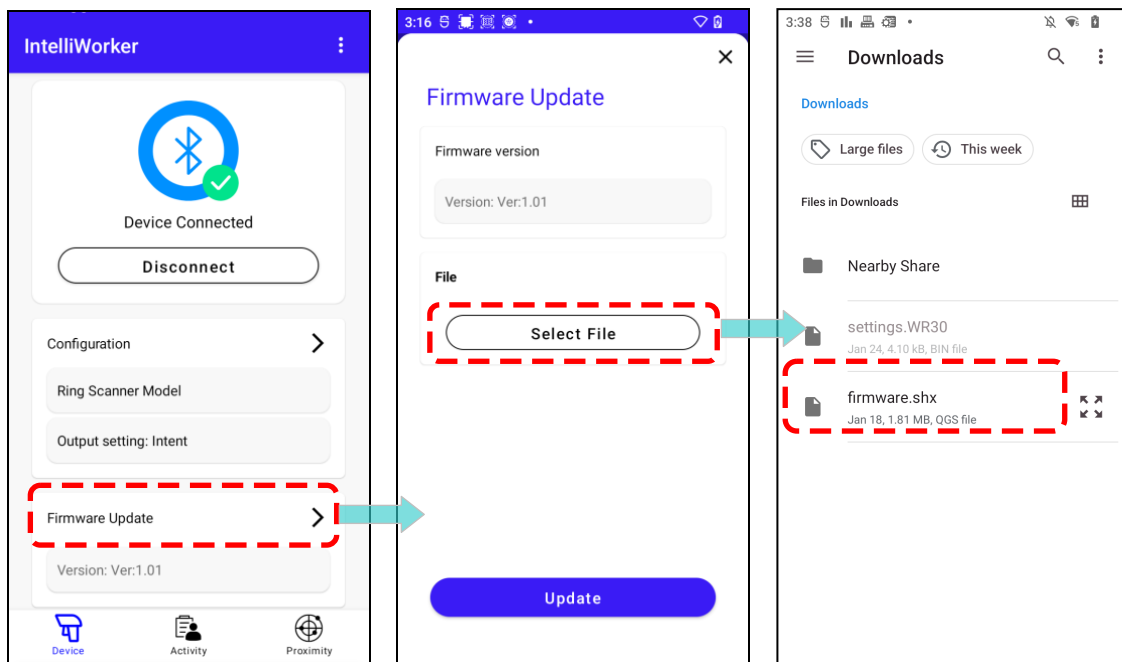 IntelliWorker
Device Connected
Disconnect
Configuration
Ring Scanner Model
Output setting: Intent
Firmware Update
Version: Ver:1.01
Device
Activity
Proximity
3:16
Firmware Update
Firmware version
Version: Ver:1.01
File
Select File
Update
3:38
Downloads
Downloads
Large files
This week
Files in Downloads
Nearby Share
settings.WR30
Jan 24, 4.10 kB, BIN file
firmware.shx
Jan 18, 1.81 MB, QGS file